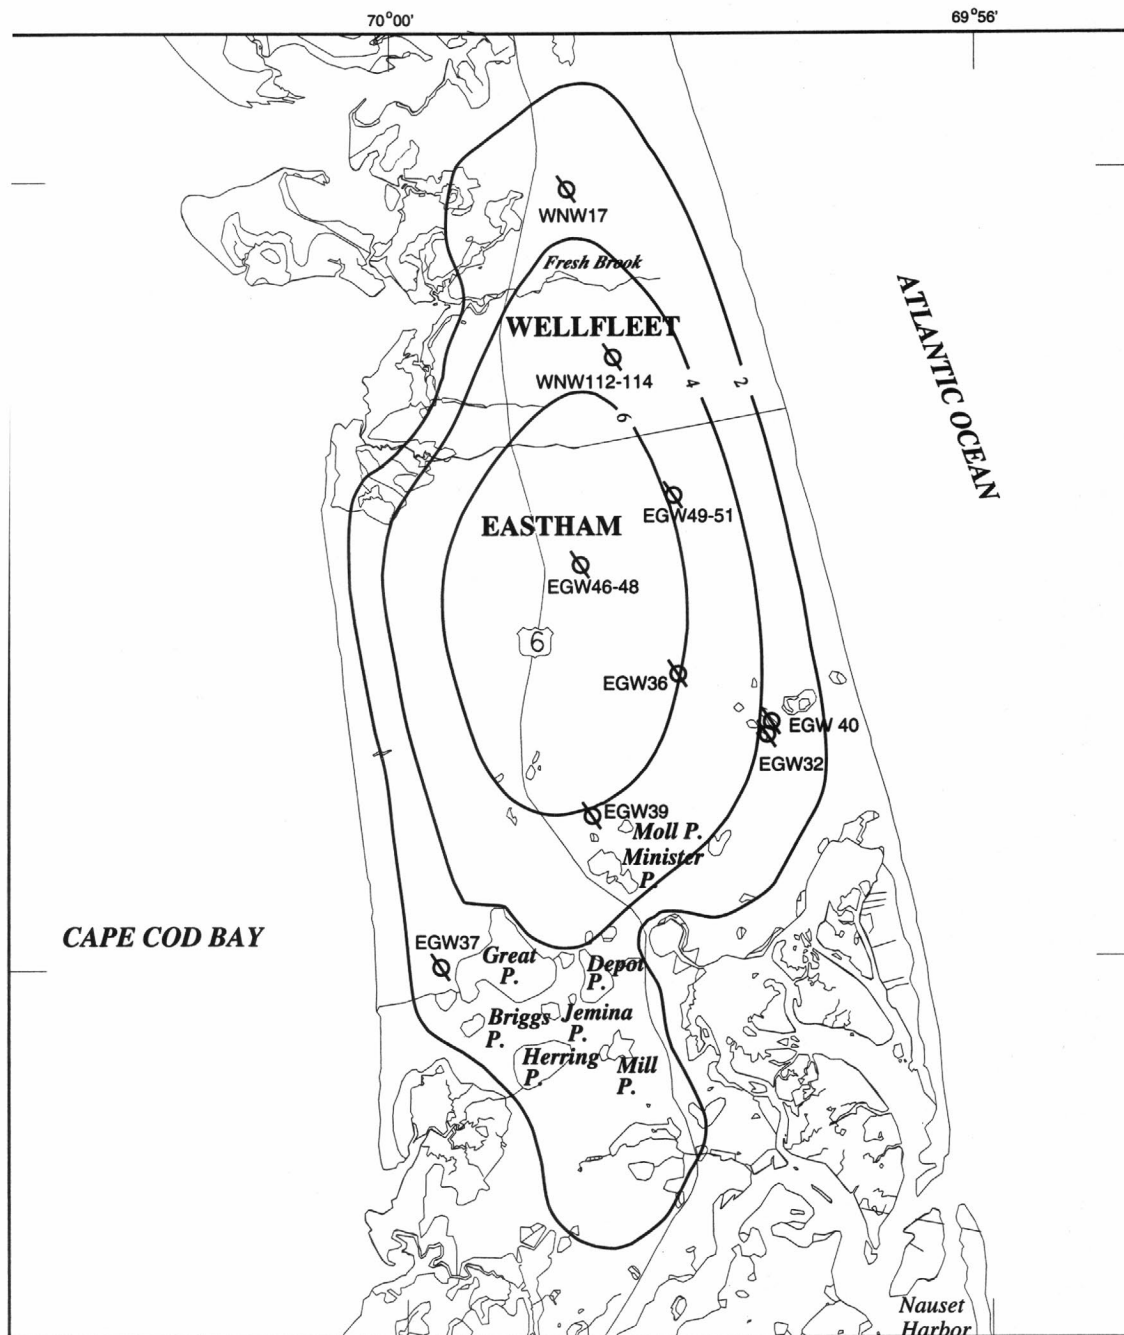 70°00'
69°56'
WNW17
Fresh Brook
WELLFLEET
WNW112-114
4
2
6
ATLANTIC OCEAN
EGW49-51
EASTHAM
EGW46-48
6
EGW36
EGW 40
EGW32
EGW39
Moll P.
Minister
P.
CAPE COD BAY
EGW37
Great
P.
Depot
P.
Briggs
P.
Jemina
P.
Herring
P.
Mill
P.
Nauset
Harbor